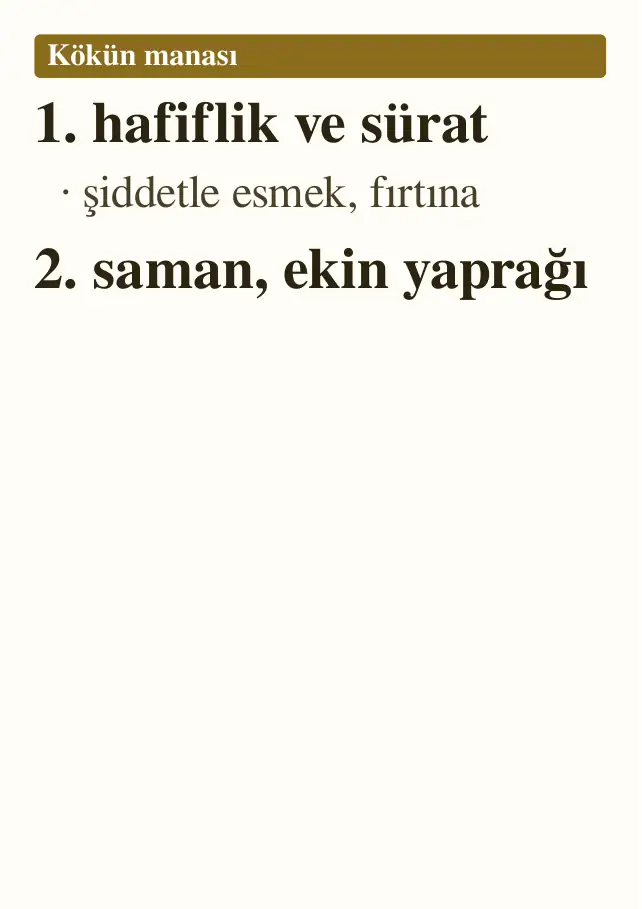 Kökün manası
1. hafiflik ve sürat
· şiddetle esmek, fırtına
2. saman, ekin yaprağı